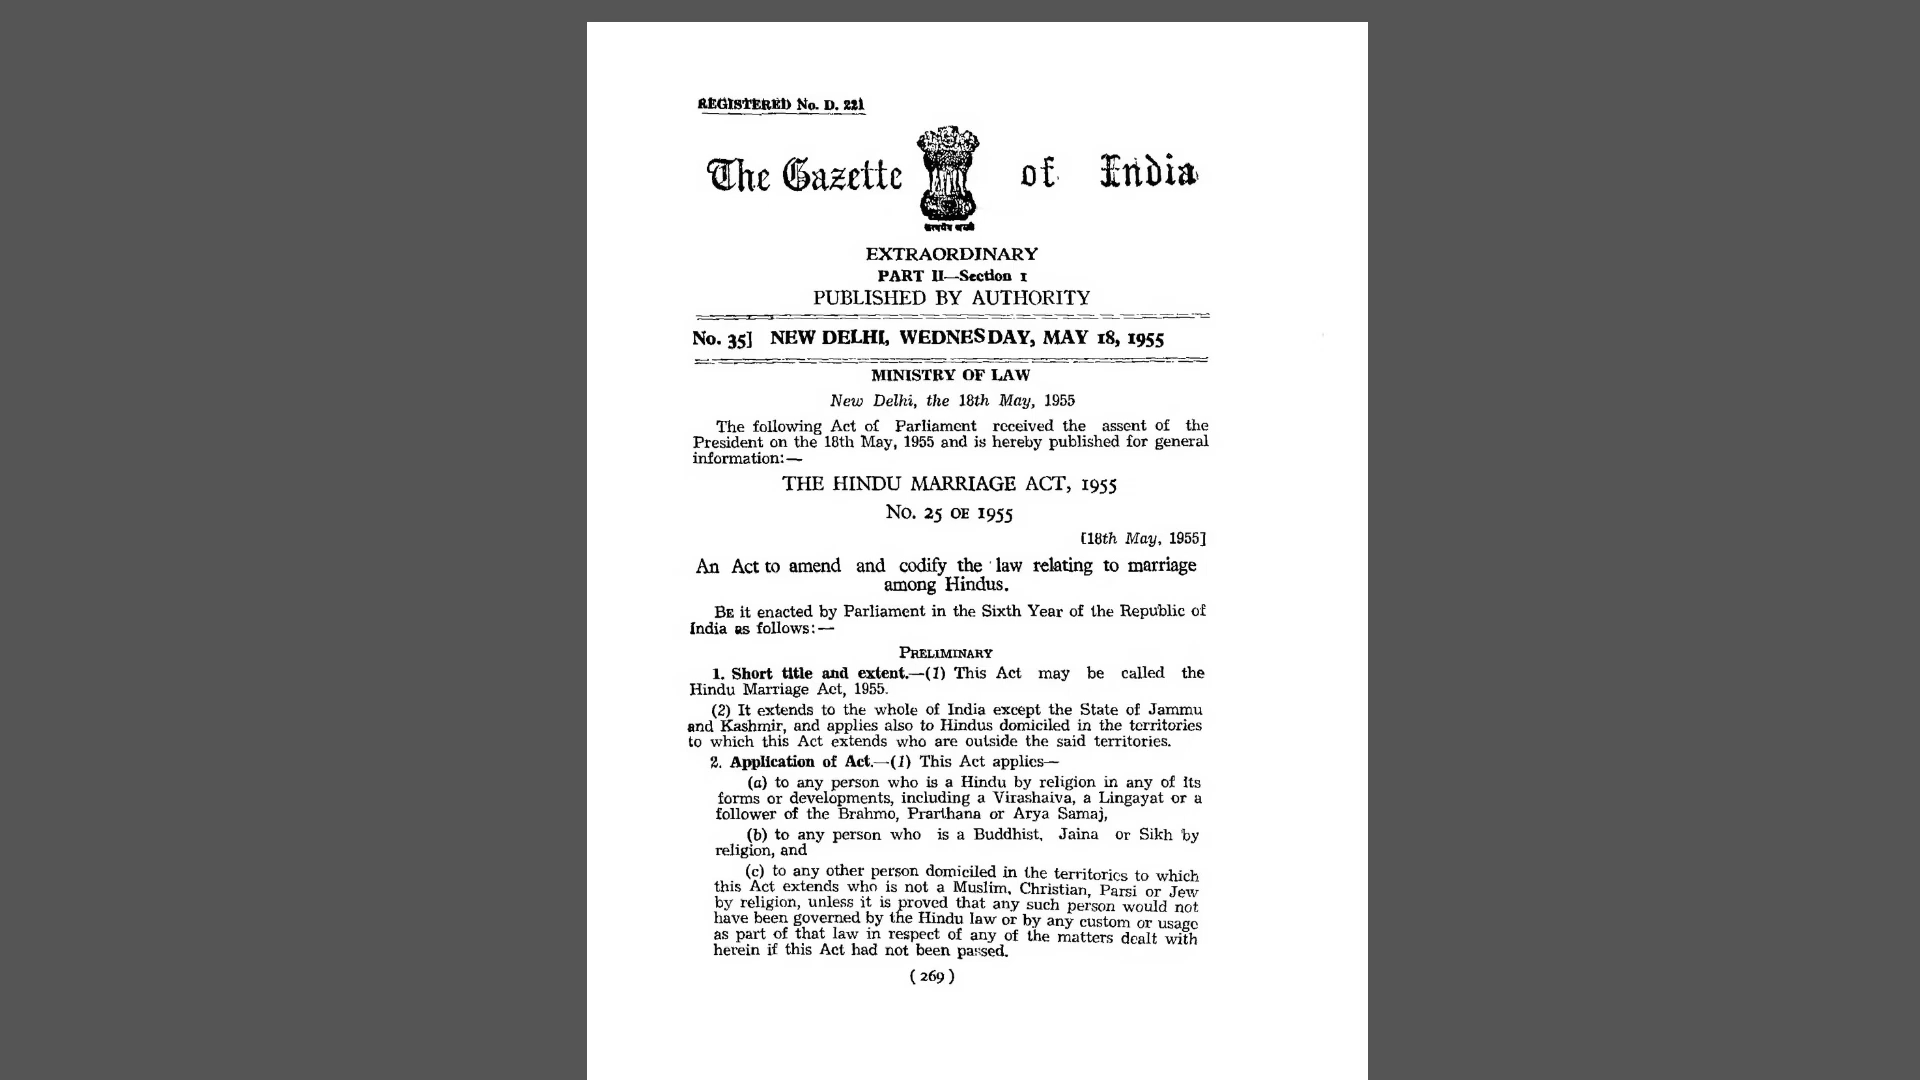 REGISTERED No. D. 221
The Gazette of India
सत्यमेव जयते
EXTRAORDINARY
PART II—Section 1
PUBLISHED BY AUTHORITY
No. 35] NEW DELHI, WEDNESDAY, MAY 18, 1955
MINISTRY OF LAW
New Delhi, the 18th May, 1955
The following Act of Parliament received the assent of the
President on the 18th May, 1955 and is hereby published for general
information:—
THE HINDU MARRIAGE ACT, 1955
No. 25 OF 1955
[18th May, 1955]
An Act to amend and codify the law relating to marriage
among Hindus.
BE it enacted by Parliament in the Sixth Year of the Republic of
India as follows:—
PRELIMINARY
1. Short title and extent.—(1) This Act may be called the
Hindu Marriage Act, 1955.
(2) It extends to the whole of India except the State of Jammu
and Kashmir, and applies also to Hindus domiciled in the territories
to which this Act extends who are outside the said territories.
2. Application of Act.—(1) This Act applies—
(a) to any person who is a Hindu by religion in any of its
forms or developments, including a Virashaiva, a Lingayat or a
follower of the Brahmo, Prarthana or Arya Samaj,
(b) to any person who is a Buddhist, Jaina or Sikh by
religion, and
(c) to any other person domiciled in the territories to which
this Act extends who is not a Muslim, Christian, Parsi or Jew
by religion, unless it is proved that any such person would not
have been governed by the Hindu law or by any custom or usage
as part of that law in respect of any of the matters dealt with
herein if this Act had not been passed.
( 269 )